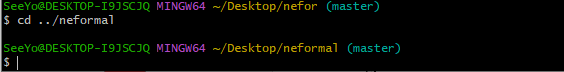 SeeYo@DESKTOP-I9JSCJQ MINGW64 ~/Desktop/nefor (master)
$ cd ../neformal
SeeYo@DESKTOP-I9JSCJQ MINGW64 ~/Desktop/neformal (master)
$